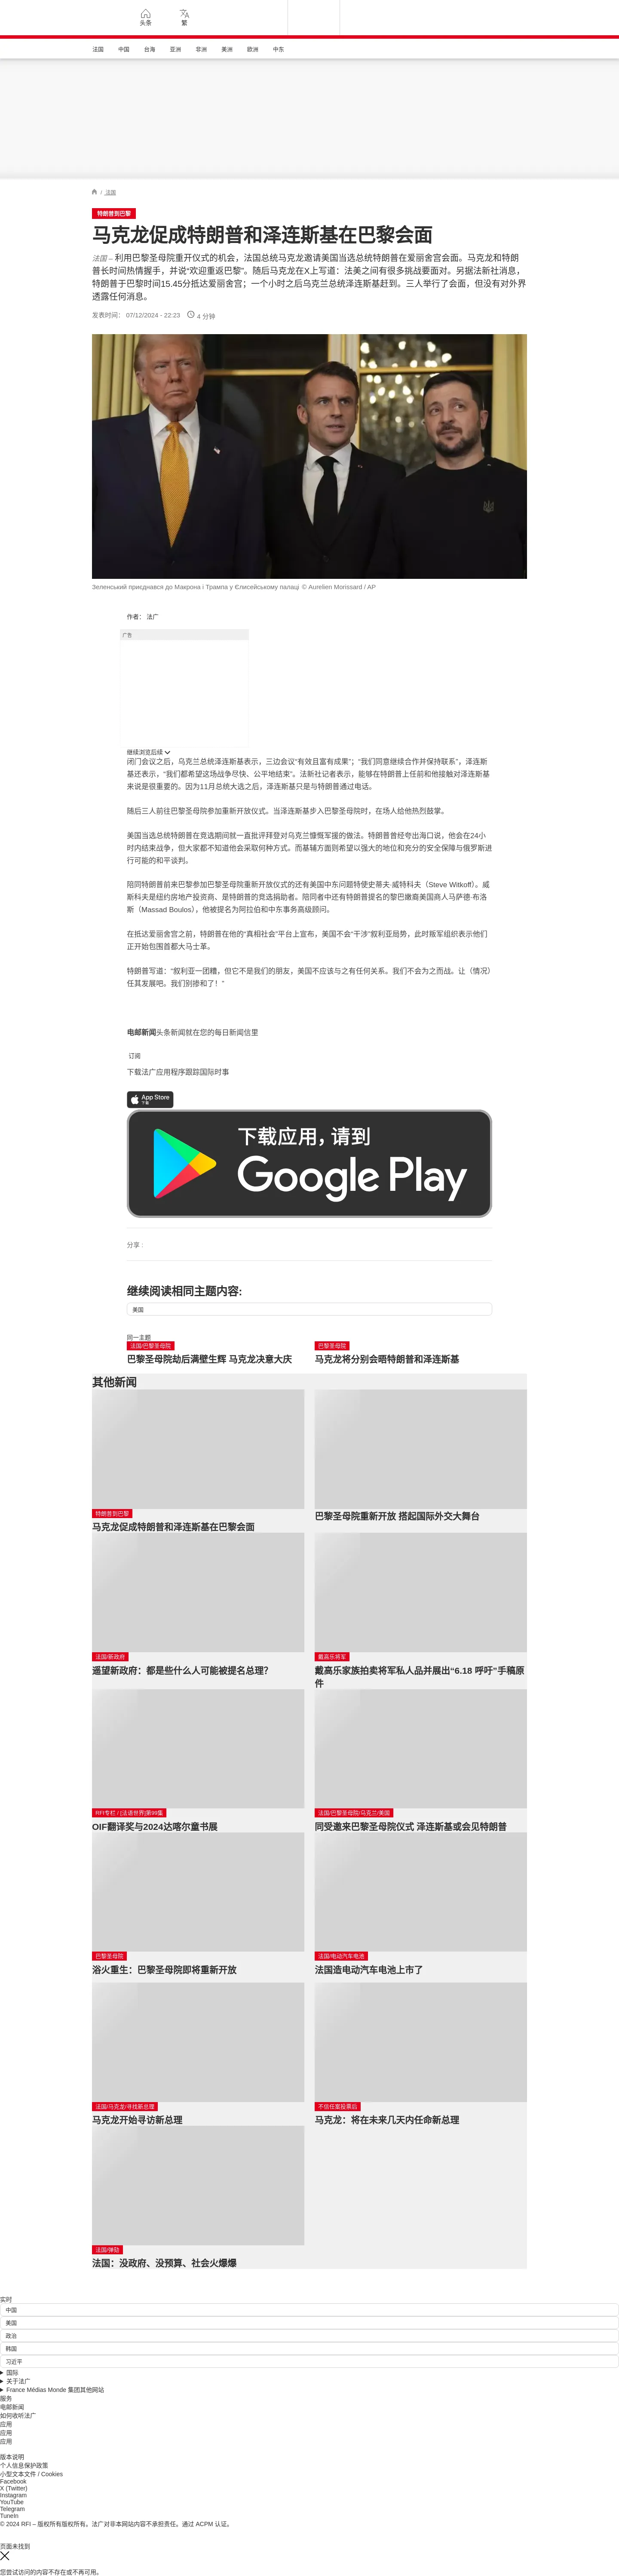 头条
繁
法国 中国 台海 亚洲 非洲 美洲 欧洲 中东
/ 法国
特朗普到巴黎
马克龙促成特朗普和泽连斯基在巴黎会面
法国 – 利用巴黎圣母院重开仪式的机会，法国总统马克龙邀请美国当选总统特朗普在爱丽舍宫会面。马克龙和特朗
普长时间热情握手，并说“欢迎重返巴黎”。随后马克龙在X上写道：法美之间有很多挑战要面对。另据法新社消息，
特朗普于巴黎时间15.45分抵达爱丽舍宫；一个小时之后乌克兰总统泽连斯基赶到。三人举行了会面，但没有对外界
透露任何消息。
发表时间： 07/12/2024 - 22:23
4 分钟
Зеленський приєднався до Макрона і Трампа у Єлисейському палаці © Aurelien Morissard / AP
作者： 法广
广告
继续浏览后续
闭门会议之后，乌克兰总统泽连斯基表示，三边会议“有效且富有成果”；“我们同意继续合作并保持联系”，泽连斯
基还表示，“我们都希望这场战争尽快、公平地结束”。法新社记者表示，能够在特朗普上任前和他接触对泽连斯基
来说是很重要的。因为11月总统大选之后，泽连斯基只是与特朗普通过电话。
随后三人前往巴黎圣母院参加重新开放仪式。当泽连斯基步入巴黎圣母院时，在场人给他热烈鼓掌。
美国当选总统特朗普在竞选期间就一直批评拜登对乌克兰慷慨军援的做法。特朗普曾经夸出海口说，他会在24小
时内结束战争，但大家都不知道他会采取何种方式。而基辅方面则希望以强大的地位和充分的安全保障与俄罗斯进
行可能的和平谈判。
陪同特朗普前来巴黎参加巴黎圣母院重新开放仪式的还有美国中东问题特使史蒂夫·威特科夫（Steve Witkoff）。威
斯科夫是纽约房地产投资商、是特朗普的竞选捐助者。陪同者中还有特朗普提名的黎巴嫩裔美国商人马萨德·布洛
斯（Massad Boulos），他被提名为阿拉伯和中东事务高级顾问。
在抵达爱丽舍宫之前，特朗普在他的“真相社会”平台上宣布，美国不会“干涉”叙利亚局势，此时叛军组织表示他们
正开始包围首都大马士革。
特朗普写道：“叙利亚一团糟，但它不是我们的朋友，美国不应该与之有任何关系。我们不会为之而战。让（情况）
任其发展吧。我们别掺和了！”
电邮新闻头条新闻就在您的每日新闻信里
订阅
下载法广应用程序跟踪国际时事
App Store
下载
下载应用，请到
Google Play
分享 :
继续阅读相同主题内容:
美国
同一主题
法国/巴黎圣母院
巴黎圣母院劫后满壁生辉 马克龙决意大庆
巴黎圣母院
马克龙将分别会晤特朗普和泽连斯基
其他新闻
特朗普到巴黎
马克龙促成特朗普和泽连斯基在巴黎会面
巴黎圣母院重新开放 搭起国际外交大舞台
法国/新政府
遥望新政府：都是些什么人可能被提名总理？
戴高乐将军
戴高乐家族拍卖将军私人品并展出“6.18 呼吁”手稿原
件
RFI专栏 / [法语世界]第99集
OIF翻译奖与2024达喀尔童书展
法国/巴黎圣母院/乌克兰/美国
同受邀来巴黎圣母院仪式 泽连斯基或会见特朗普
巴黎圣母院
浴火重生：巴黎圣母院即将重新开放
法国/电动汽车电池
法国造电动汽车电池上市了
法国/马克龙/寻找新总理
马克龙开始寻访新总理
不信任案投票后
马克龙：将在未来几天内任命新总理
法国/弹劾
法国：没政府、没预算、社会火爆爆
实时
中国
美国
政治
韩国
习近平
国际
关于法广
France Médias Monde 集团其他网站
服务
电邮新闻
如何收听法广
应用
应用
应用
版本说明
个人信息保护政策
小型文本文件 / Cookies
Facebook
X (Twitter)
Instagram
YouTube
Telegram
TuneIn
© 2024 RFI – 版权所有版权所有。法广对非本网站内容不承担责任。通过 ACPM 认证。
页面未找到
您尝试访问的内容不存在或不再可用。